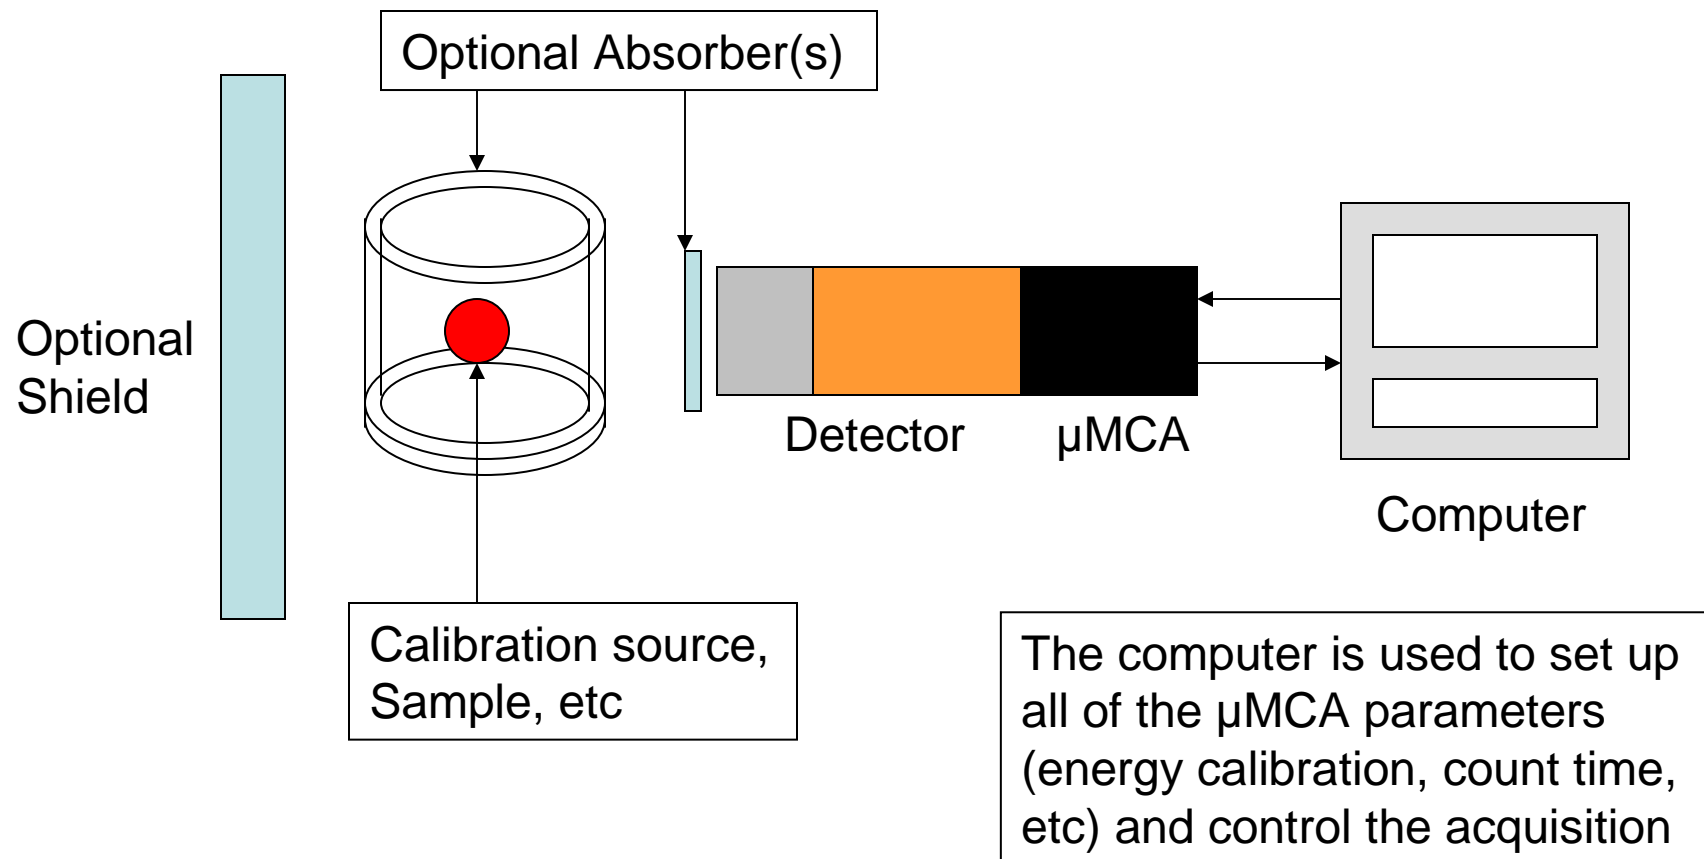 Optional Absorber(s)
Optional
Shield
Detector
µMCA
Computer
Calibration source,
Sample, etc
The computer is used to set up
all of the µMCA parameters
(energy calibration, count time,
etc) and control the acquisition